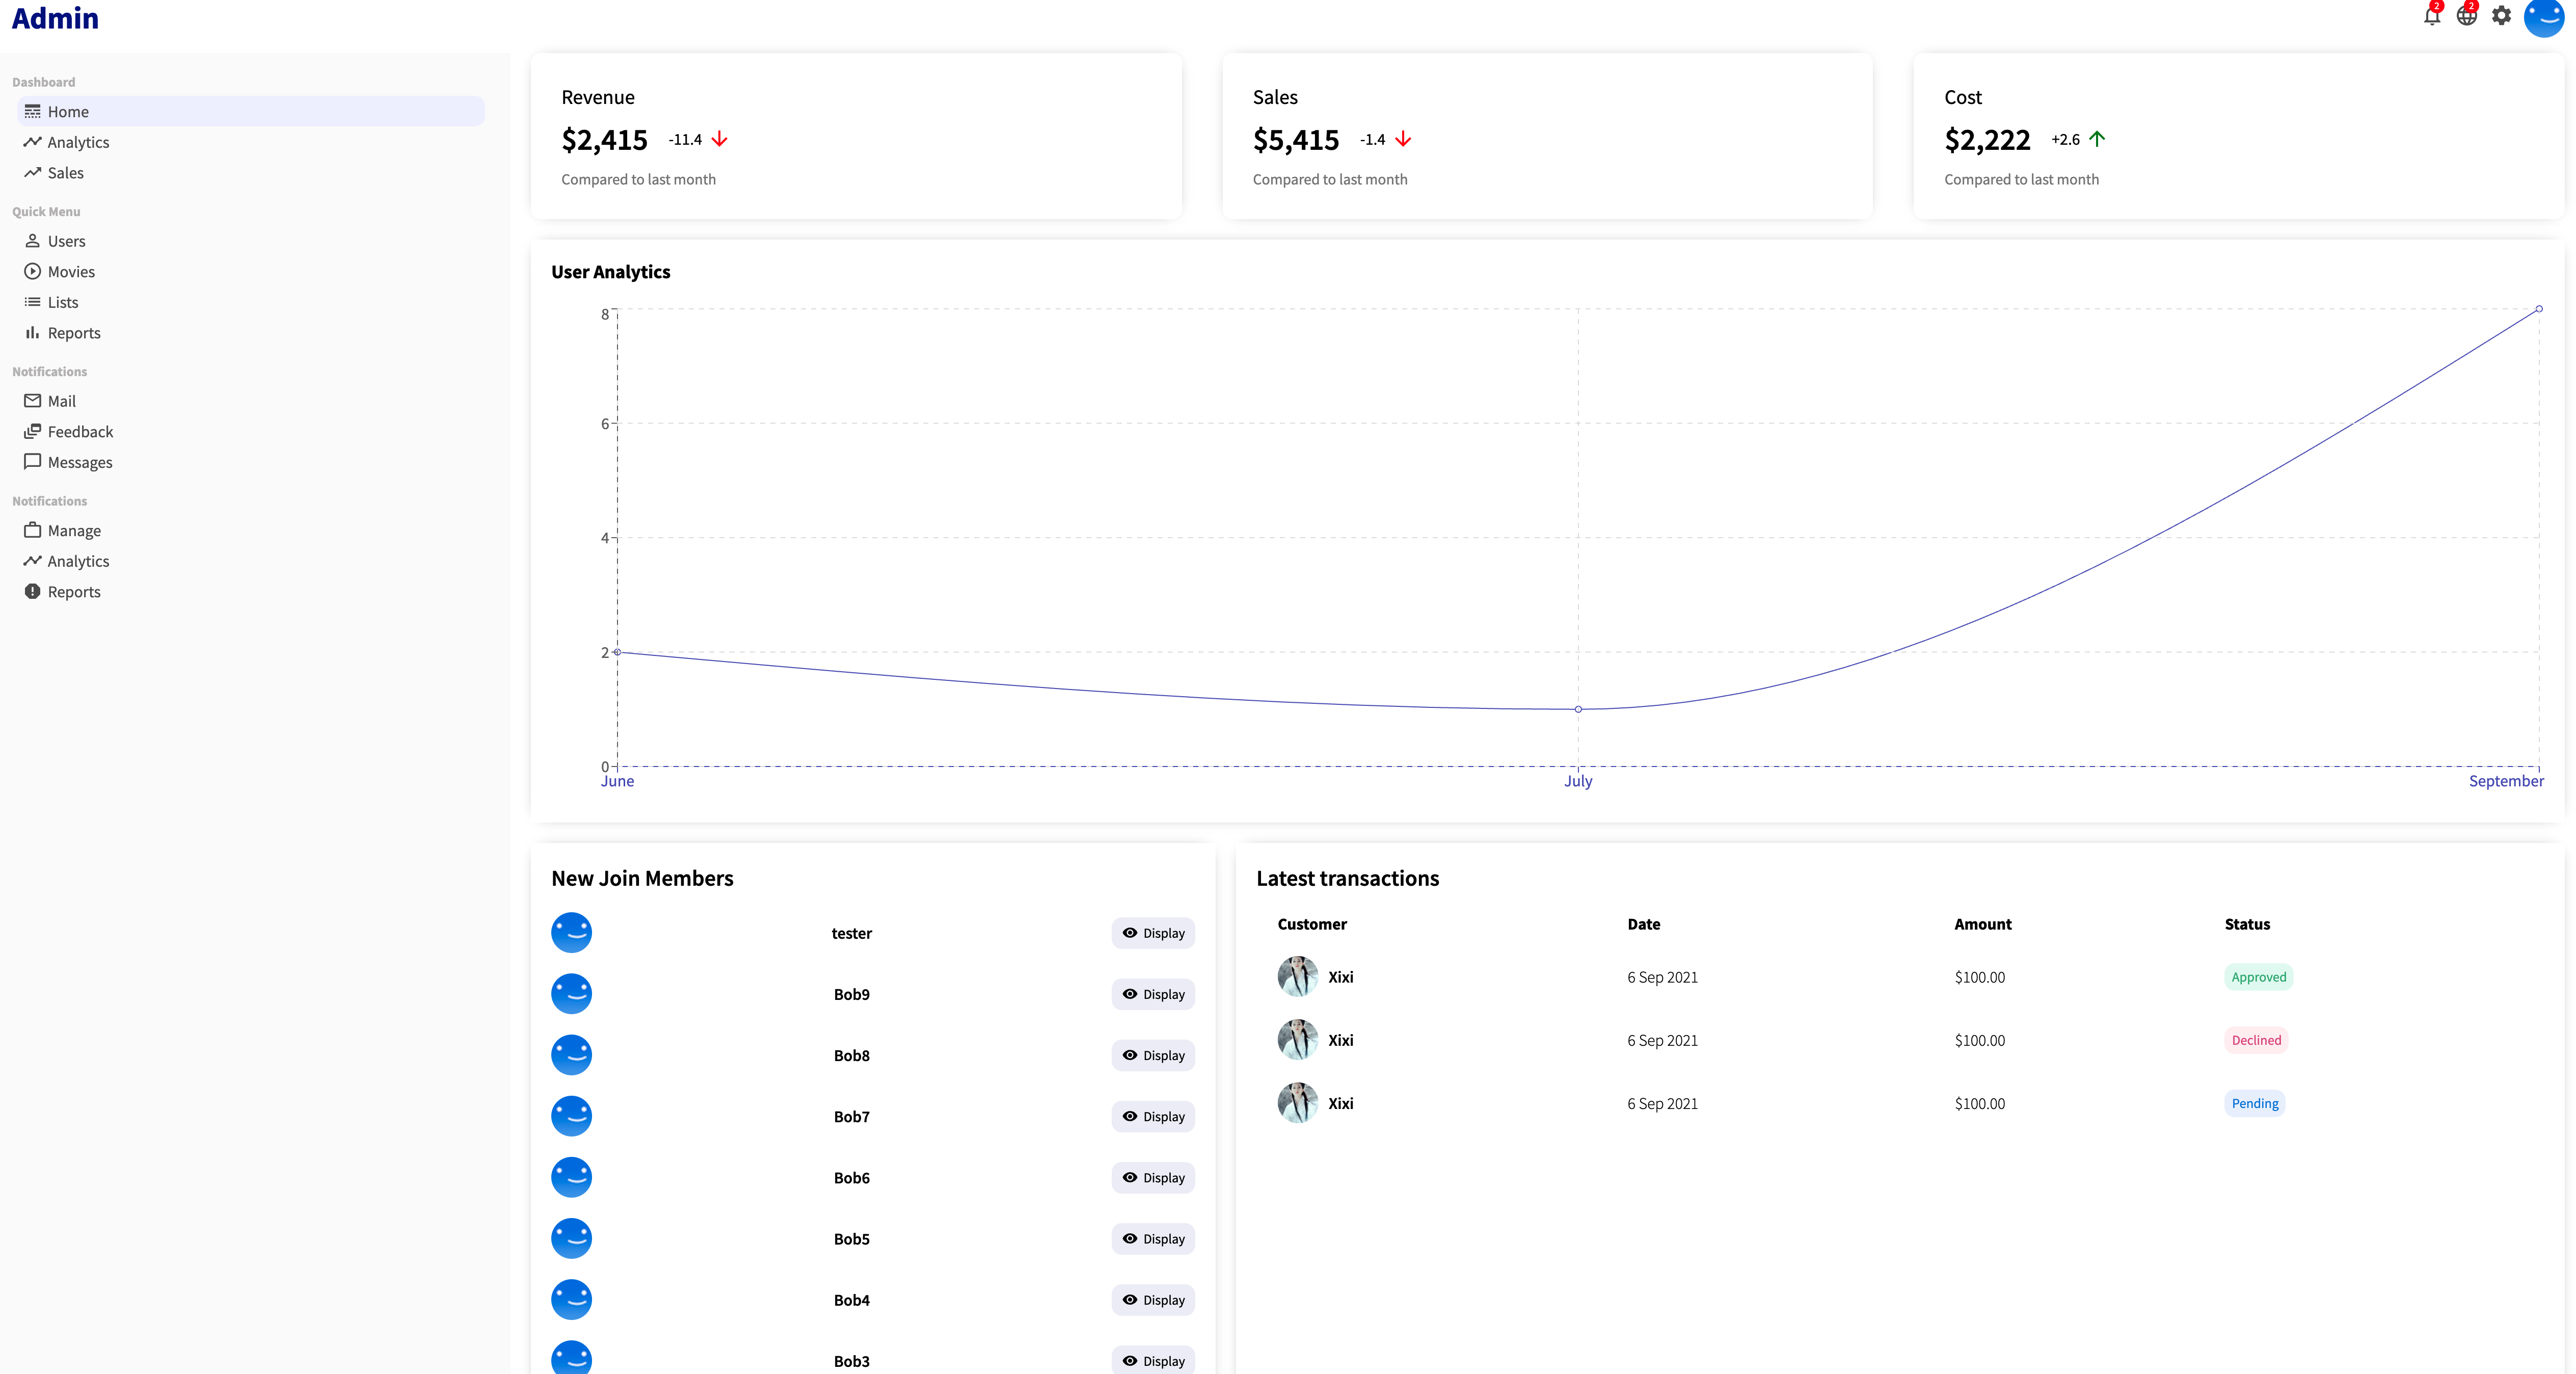 Admin
2
2
Dashboard
Home
Analytics
Sales
Quick Menu
Users
Movies
Lists
Reports
Notifications
Mail
Feedback
Messages
Notifications
Manage
Analytics
Reports
Revenue
$2,415 -11.4
Compared to last month
Sales
$5,415 -1.4
Compared to last month
Cost
$2,222 +2.6
Compared to last month
User Analytics
8
6
4
2
0
June July September
New Join Members
tester Display
Bob9 Display
Bob8 Display
Bob7 Display
Bob6 Display
Bob5 Display
Bob4 Display
Bob3 Display
Latest transactions
Customer Date Amount Status
Xixi 6 Sep 2021 $100.00 Approved
Xixi 6 Sep 2021 $100.00 Declined
Xixi 6 Sep 2021 $100.00 Pending